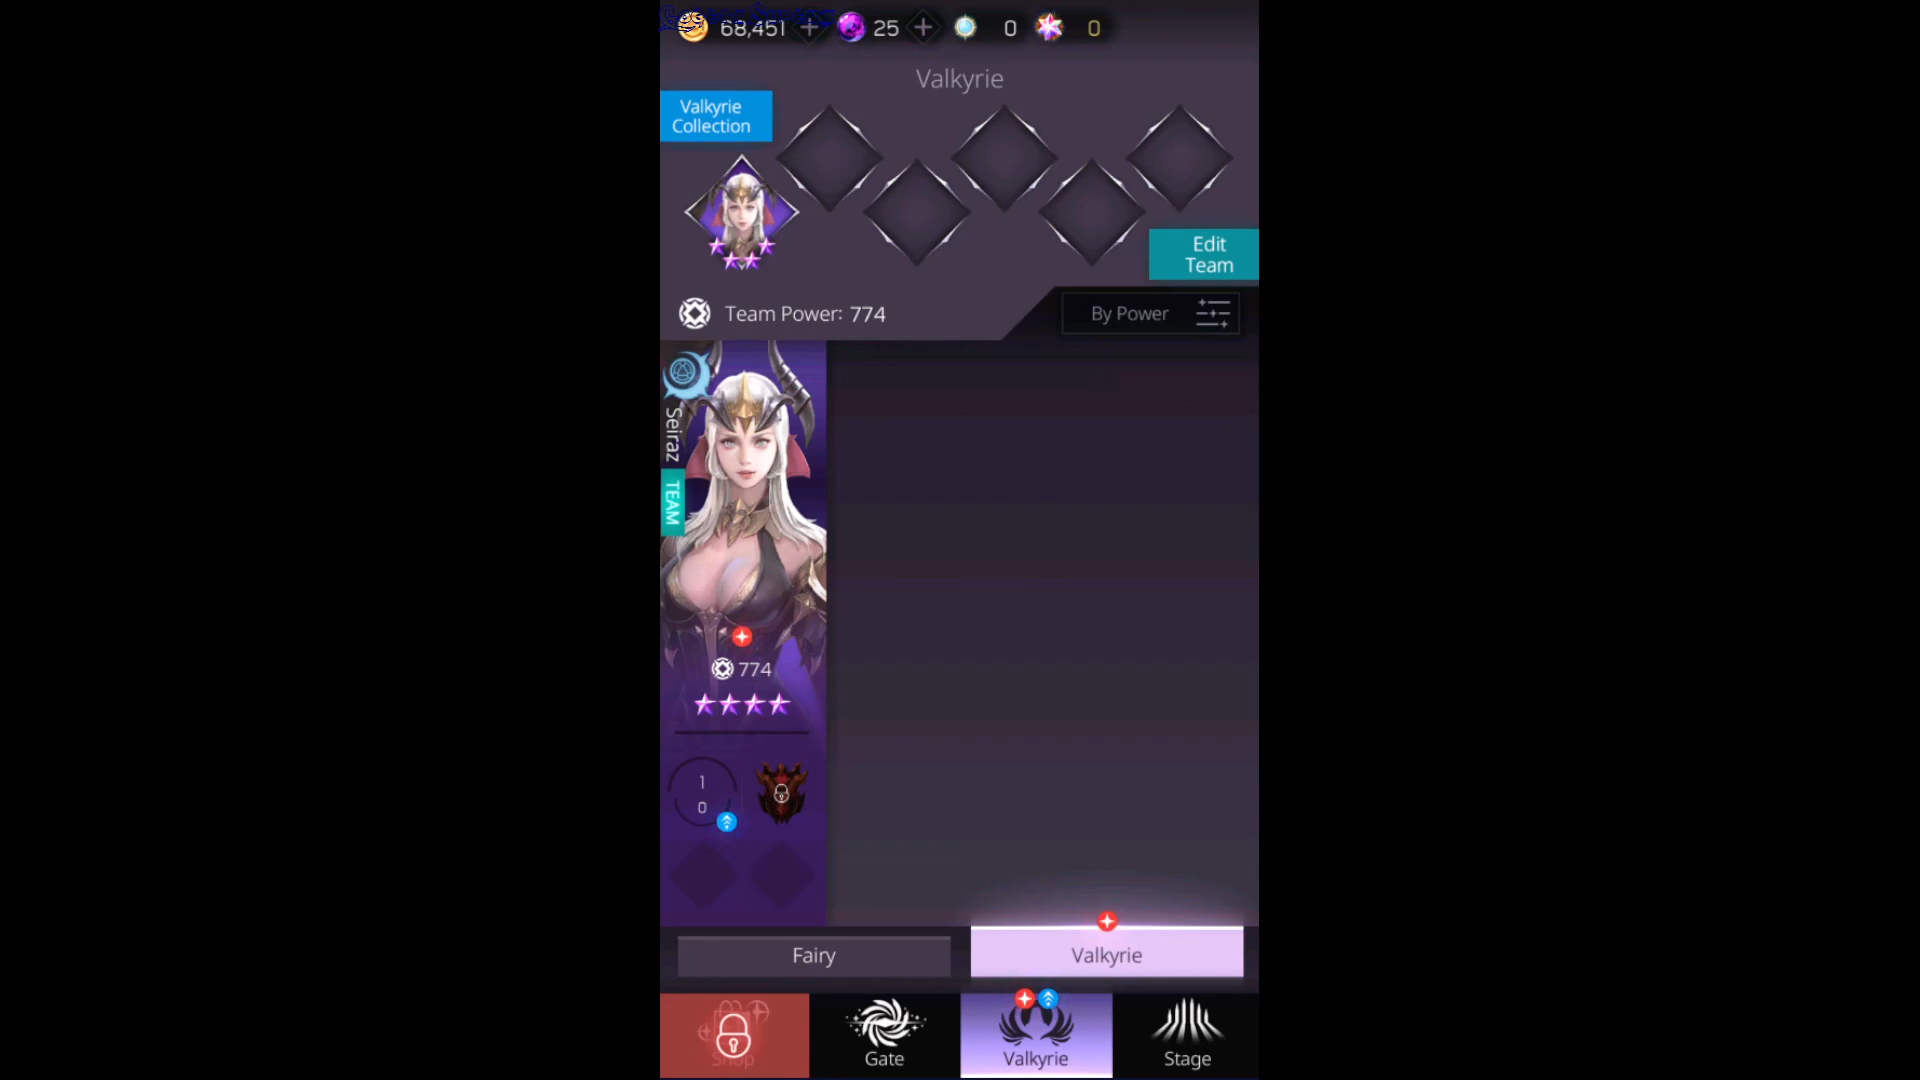 68,451
25
0
0
Valkyrie
Valkyrie
Collection
Edit
Team
Team Power: 774
By Power
Seiraz
TEAM
774
1
0
Fairy
Valkyrie
Shop
Gate
Valkyrie
Stage